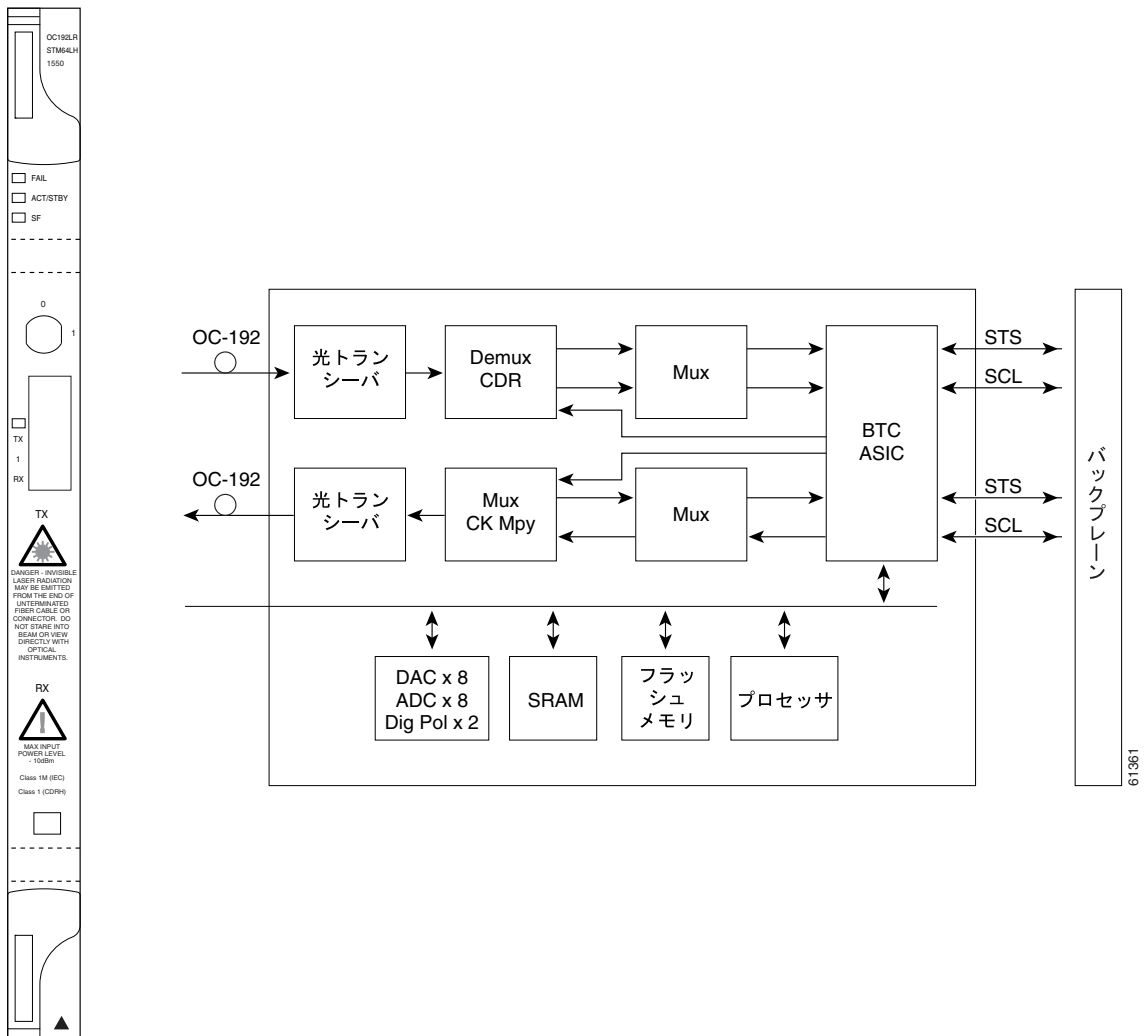 OC192LR
STM64LH
1550
FAIL
ACT/STBY
SF
0
1
TX
1
RX
TX
DANGER - INVISIBLE
LASER RADIATION
MAY BE EMITTED
FROM THE END OF
UNTERMINATED
FIBER CABLE OR
CONNECTOR. DO
NOT STARE INTO
BEAM OR VIEW
DIRECTLY WITH
OPTICAL
INSTRUMENTS.
RX
!
MAX INPUT
POWER LEVEL
- 10dBm
Class 1M (IEC)
Class 1 (CDRH)
OC-192
光トラン
シーバ
Demux
CDR
Mux
BTC
ASIC
STS
SCL
OC-192
光トラン
シーバ
Mux
CK Mpy
Mux
STS
SCL
DAC x 8
ADC x 8
Dig Pol x 2
SRAM
フラッ
シュ
メモリ
プロセッサ
バックプレーン
61361